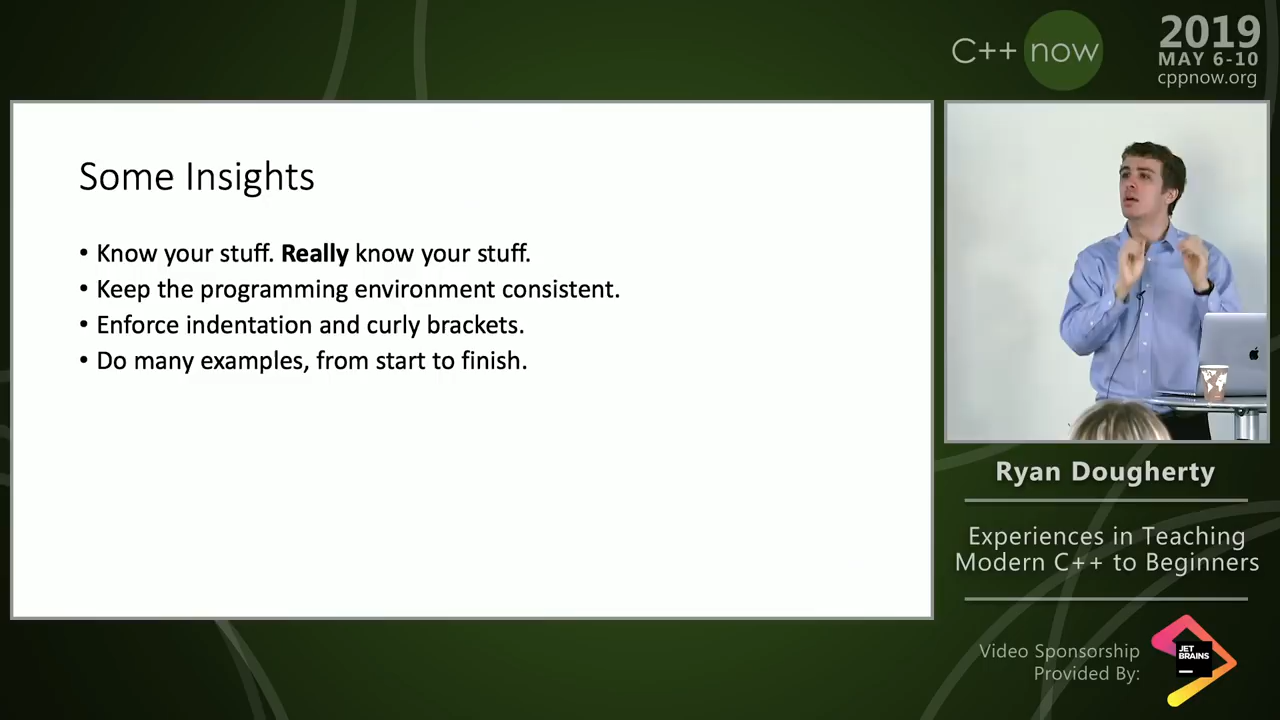 C++ now
2019
MAY 6-10
cppnow.org
Some Insights
• Know your stuff. Really know your stuff.
• Keep the programming environment consistent.
• Enforce indentation and curly brackets.
• Do many examples, from start to finish.
Ryan Dougherty
Experiences in Teaching
Modern C++ to Beginners
Video Sponsorship
Provided By:
JET
BRAINS